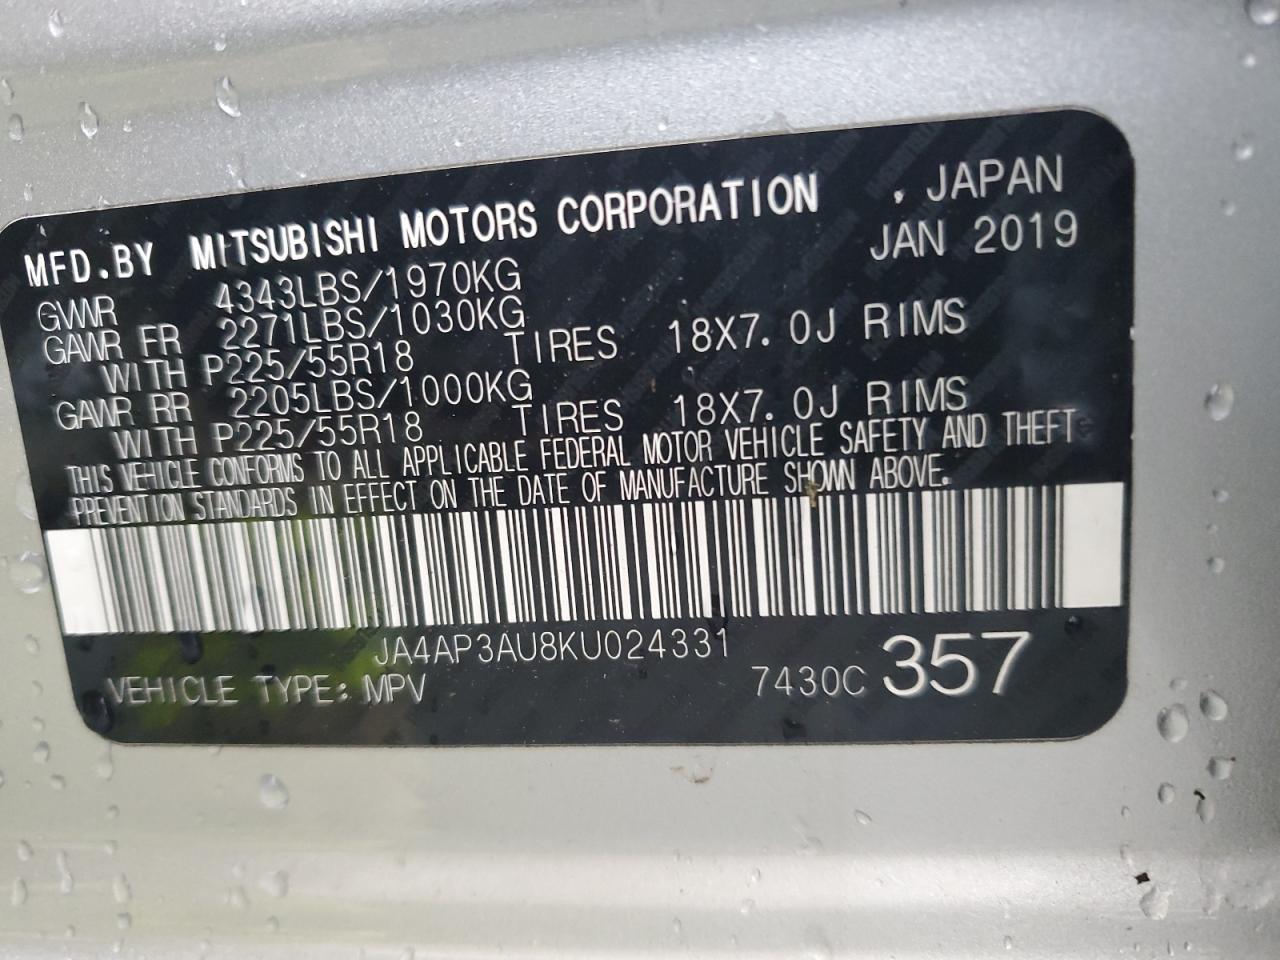 MFD.BY MITSUBISHI MOTORS CORPORATION , JAPAN
JAN 2019
GVWR 4343LBS/1970KG
GAWR FR 2271LBS/1030KG
WITH P225/55R18 TIRES 18X7.0J RIMS
GAWR RR 2205LBS/1000KG
WITH P225/55R18 TIRES 18X7.0J RIMS
THIS VEHICLE CONFORMS TO ALL APPLICABLE FEDERAL MOTOR VEHICLE SAFETY AND THEFT
PREVENTION STANDARDS IN EFFECT ON THE DATE OF MANUFACTURE SHOWN ABOVE.
JA4AP3AU8KU024331
VEHICLE TYPE: MPV 7430C 357